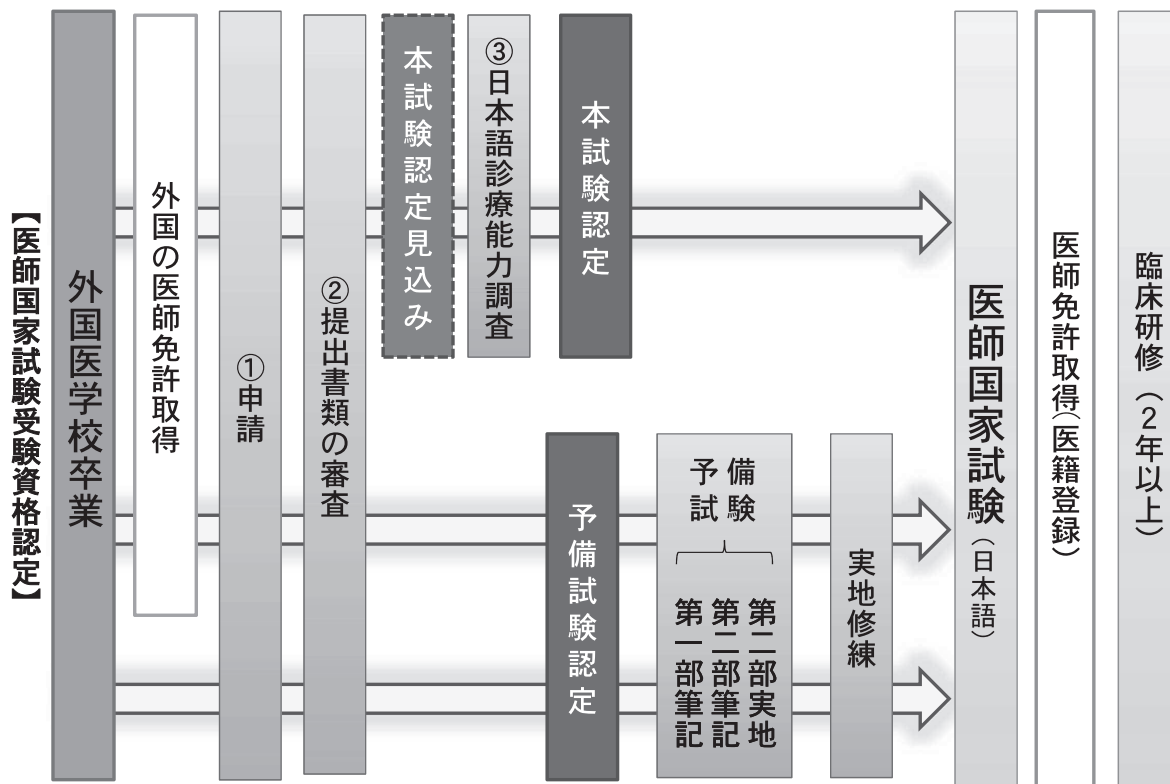 【医師国家試験受験資格認定】
外国医学校卒業
外国の医師免許取得
①申請
②提出書類の審査
本試験認定見込み
③日本語診療能力調査
本試験認定
予備試験認定
予備
試験
第一部筆記
第二部筆記
第二部実地
実地修練
医師国家試験（日本語）
医師免許取得（医籍登録）
臨床研修（2年以上）